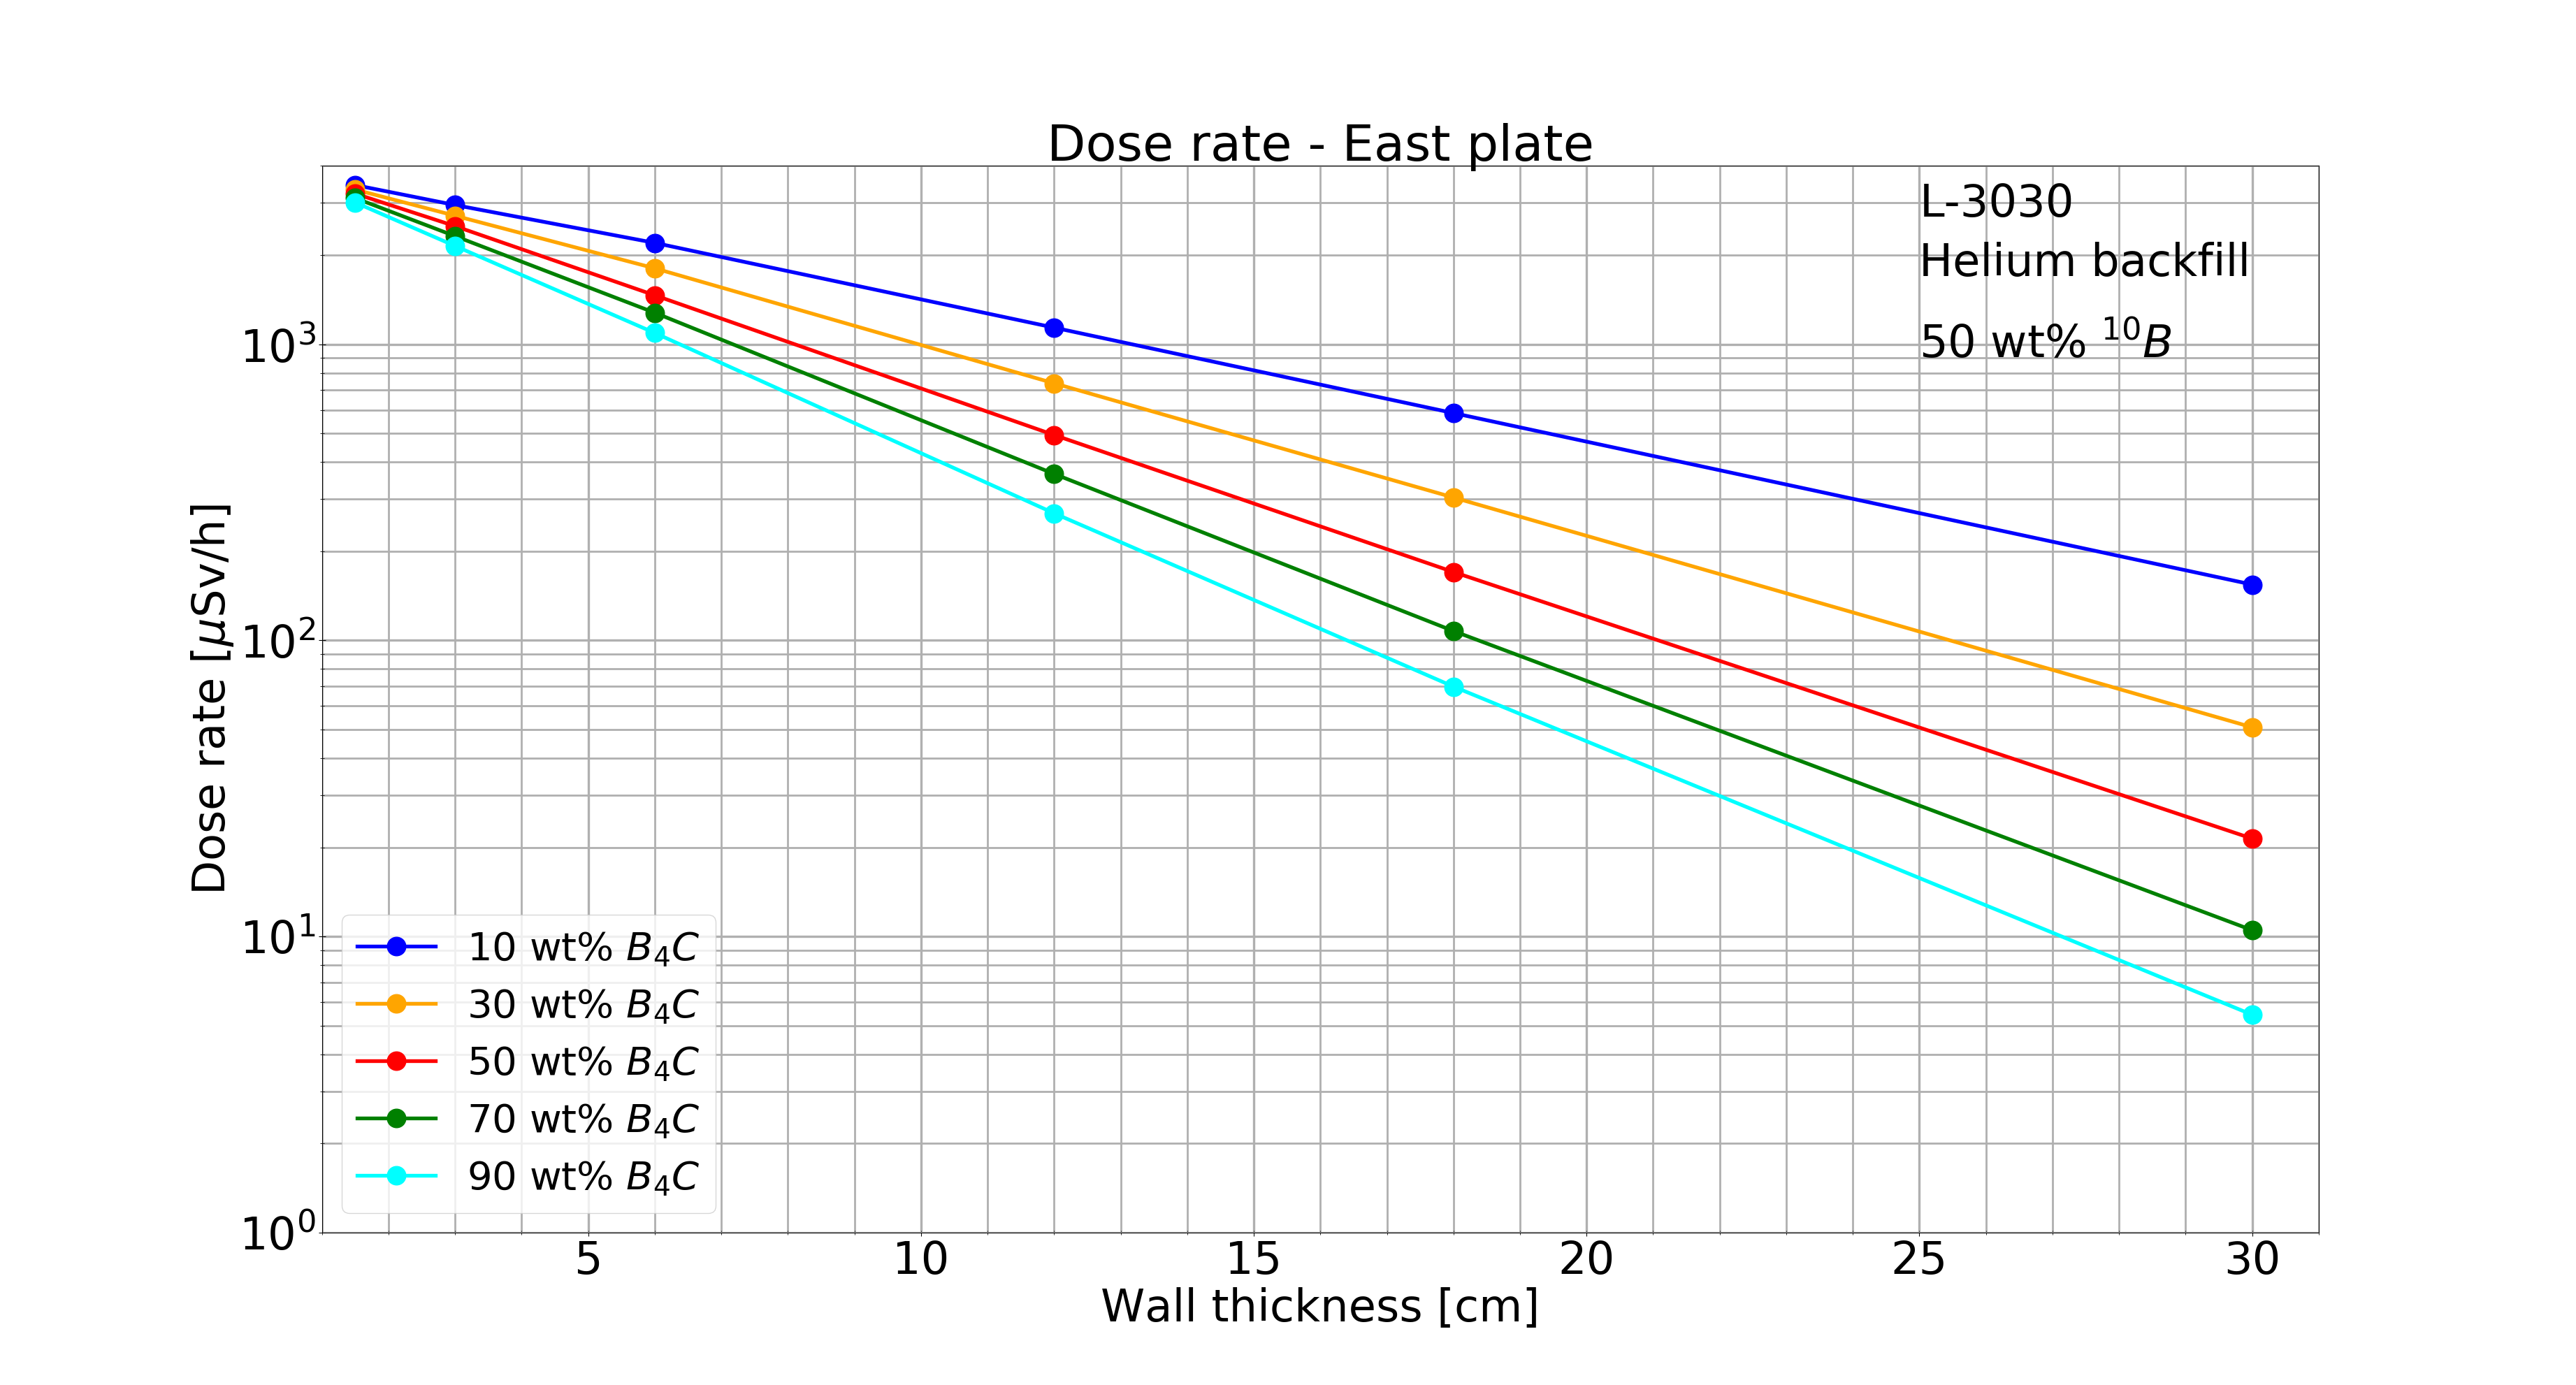 Dose rate - East plate
L-3030
Helium backfill
50 wt% ¹⁰B
Dose rate [μSv/h]
10³
10²
10¹
10⁰
10 wt% B₄C
30 wt% B₄C
50 wt% B₄C
70 wt% B₄C
90 wt% B₄C
5 10 15 20 25 30
Wall thickness [cm]